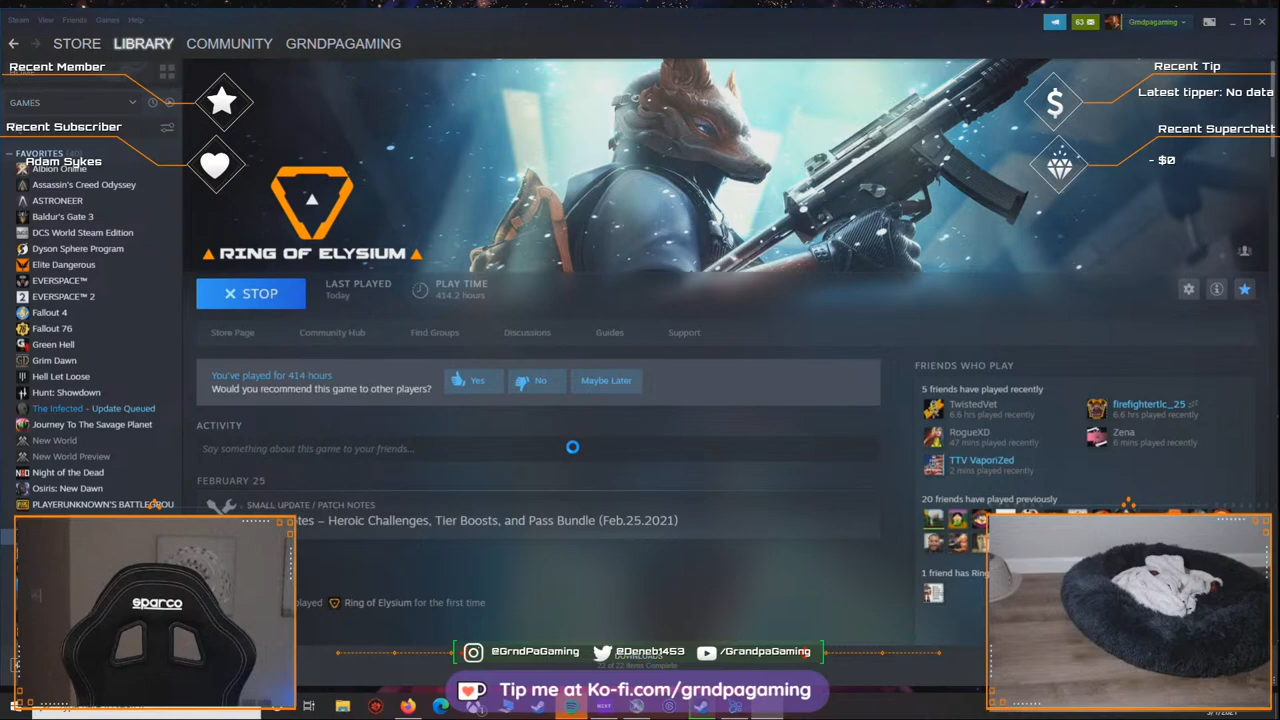 Steam View Friends Games Help
63 Grndpagaming
STORE LIBRARY COMMUNITY GRNDPAGAMING
Recent Member
Recent Tip
Latest tipper: No data
GAMES
Recent Subscriber
Recent Superchatt
FAVORITES
Adam Sykes
- $0
Albion Online
Assassin's Creed Odyssey
ASTRONEER
Baldur's Gate 3
DCS World Steam Edition
Dyson Sphere Program
Elite Dangerous
EVERSPACE™
EVERSPACE™ 2
Fallout 4
Fallout 76
Green Hell
Grim Dawn
Hell Let Loose
Hunt: Showdown
The Infected - Update Queued
Journey To The Savage Planet
New World
New World Preview
Night of the Dead
Osiris: New Dawn
PLAYERUNKNOWN'S BATTLEGROU
RING OF ELYSIUM
STOP
LAST PLAYED
Today
PLAY TIME
414.2 hours
Store Page Community Hub Find Groups Discussions Guides Support
You've played for 414 hours
Would you recommend this game to other players?
Yes No Maybe Later
ACTIVITY
Say something about this game to your friends...
FEBRUARY 25
SMALL UPDATE / PATCH NOTES
tes – Heroic Challenges, Tier Boosts, and Pass Bundle (Feb.25.2021)
played Ring of Elysium for the first time
FRIENDS WHO PLAY
5 friends have played recently
TwistedVet
6.6 hrs played recently
firefightertlc_25
6.6 hrs played recently
RogueXD
47 mins played recently
Zena
6 mins played recently
TTV VaporiZed
2 mins played recently
20 friends have played previously
1 friend has Ring
sparco
@GrndPaGaming @Deneb1453 /GrandpaGaming
22 of 22 Items Complete
Tip me at Ko-fi.com/grndpagaming